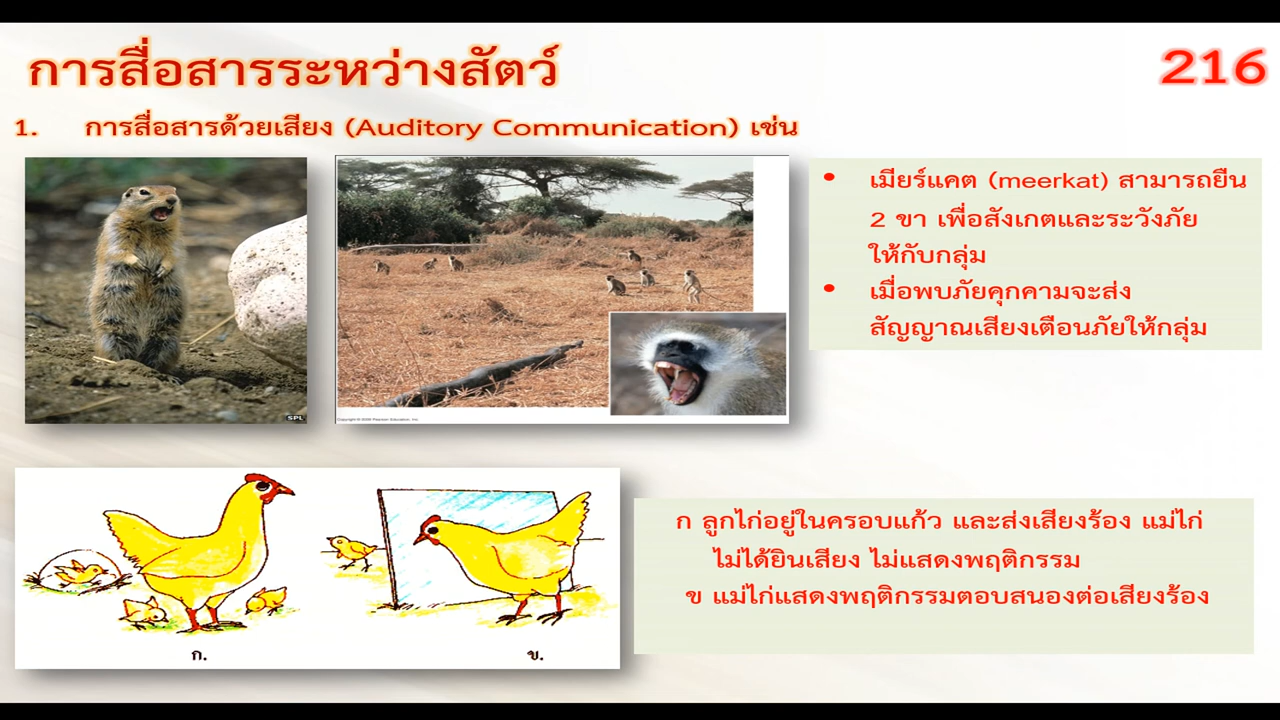 การสื่อสารระหว่างสัตว์
216
1. การสื่อสารด้วยเสียง (Auditory Communication) เช่น
• เมียร์แคต (meerkat) สามารถยืน
2 ขา เพื่อสังเกตและระวังภัย
ให้กับกลุ่ม
• เมื่อพบภัยคุกคามจะส่ง
สัญญาณเสียงเตือนภัยให้กลุ่ม
SPL
Copyright © 2008 Pearson Education, Inc.
ก ลูกไก่อยู่ในครอบแก้ว และส่งเสียงร้อง แม่ไก่
ไม่ได้ยินเสียง ไม่แสดงพฤติกรรม
ข แม่ไก่แสดงพฤติกรรมตอบสนองต่อเสียงร้อง
ก.
ข.